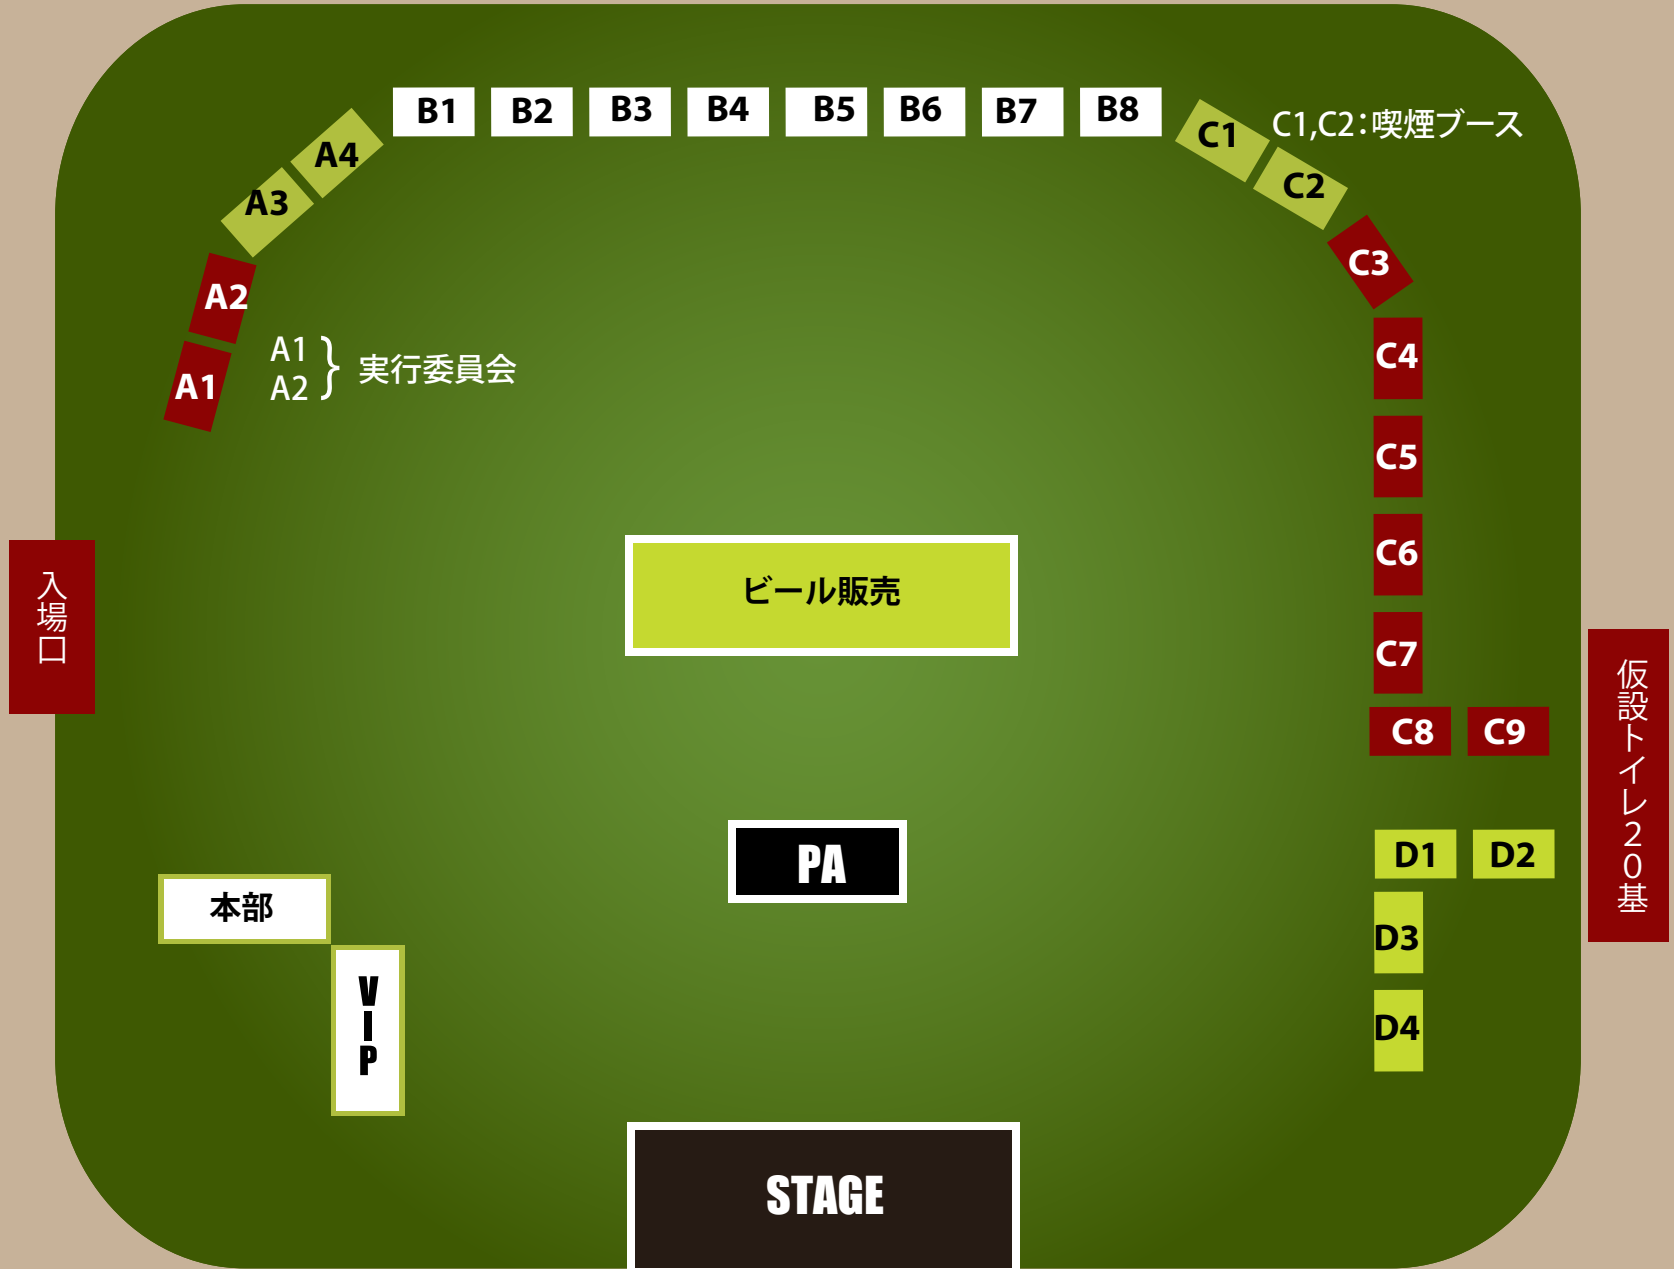 B1
B2
B3
B4
B5
B6
B7
B8
A4
A3
A2
A1
A1
A2
実行委員会
C1
C2
C1,C2：喫煙ブース
C3
C4
C5
C6
C7
C8
C9
入場口
ビール販売
仮設トイレ２０基
PA
D1
D2
D3
D4
本部
VIP
STAGE